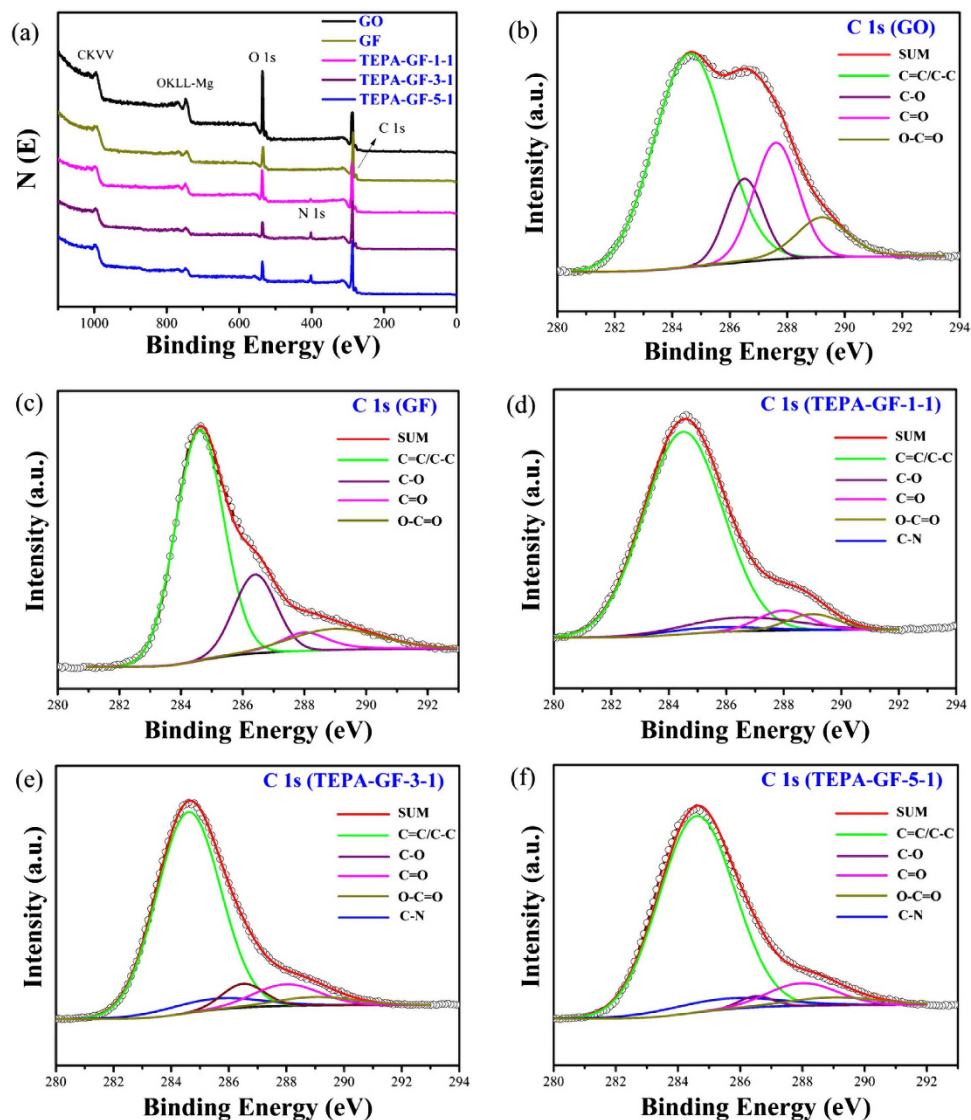 (a)
GO
GF
TEPA-GF-1-1
TEPA-GF-3-1
TEPA-GF-5-1
CKVV
OKLL-Mg
O 1s
C 1s
N 1s
N (E)
1000 800 600 400 200 0
Binding Energy (eV)
(b)
C 1s (GO)
SUM
C=C/C-C
C-O
C=O
O-C=O
Intensity (a.u.)
280 282 284 286 288 290 292 294
Binding Energy (eV)
(c)
C 1s (GF)
SUM
C=C/C-C
C-O
C=O
O-C=O
Intensity (a.u.)
280 282 284 286 288 290 292
Binding Energy (eV)
(d)
C 1s (TEPA-GF-1-1)
SUM
C=C/C-C
C-O
C=O
O-C=O
C-N
Intensity (a.u.)
280 282 284 286 288 290 292 294
Binding Energy (eV)
(e)
C 1s (TEPA-GF-3-1)
SUM
C=C/C-C
C-O
C=O
O-C=O
C-N
Intensity (a.u.)
280 282 284 286 288 290 292 294
Binding Energy (eV)
(f)
C 1s (TEPA-GF-5-1)
SUM
C=C/C-C
C-O
C=O
O-C=O
C-N
Intensity (a.u.)
280 282 284 286 288 290 292 294
Binding Energy (eV)